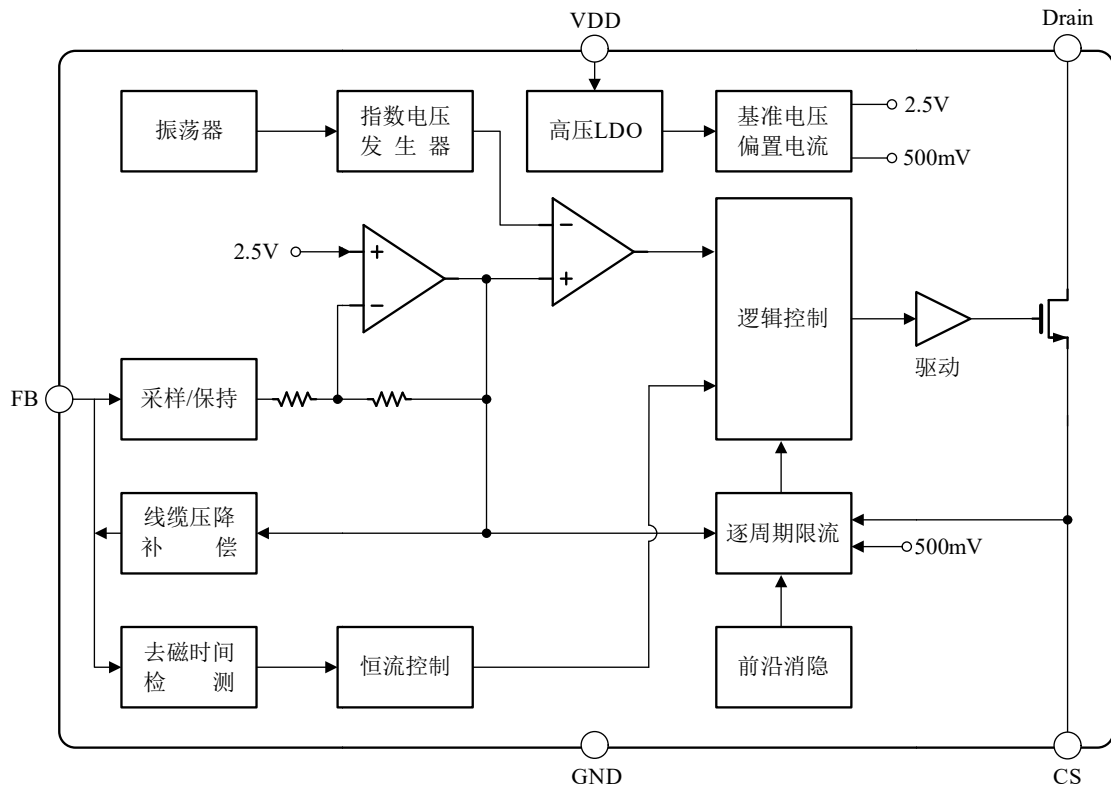 VDD
Drain
振荡器
指数电压
发生器
高压LDO
基准电压
偏置电流
2.5V
500mV
2.5V
+
−
−
+
逻辑控制
驱动
FB
采样/保持
线缆压降
补偿
逐周期限流
500mV
去磁时间
检测
恒流控制
前沿消隐
GND
CS